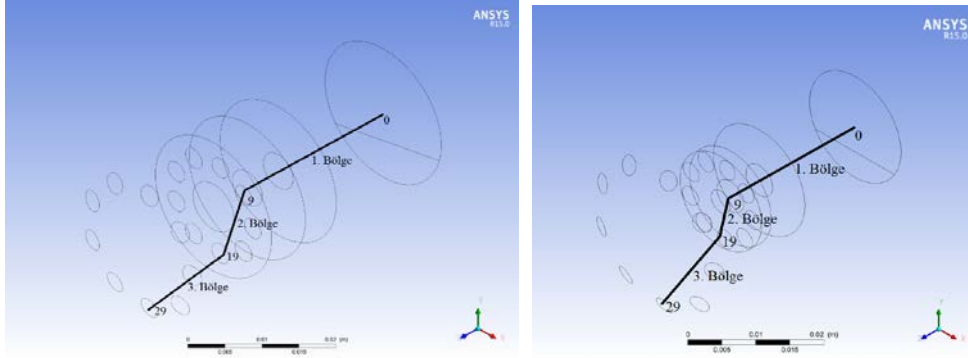 ANSYS
R15.0
0
1. Bölge
9
2. Bölge
19
3. Bölge
29
0 0.01 0.02 (m)
0.005 0.015
Y
X
Z
ANSYS
R15.0
0
1. Bölge
9
2. Bölge
19
3. Bölge
29
0 0.01 0.02 (m)
0.005 0.015
Y
X
Z